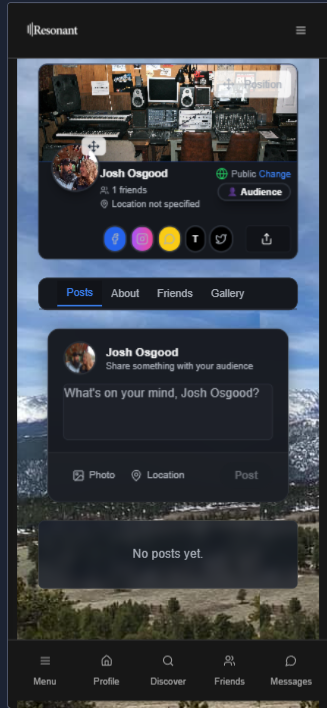 Resonant
Position
Josh Osgood
Public Change
1 friends
Audience
Location not specified
T
Posts About Friends Gallery
Josh Osgood
Share something with your audience
What's on your mind, Josh Osgood?
Photo Location Post
No posts yet.
Menu Profile Discover Friends Messages